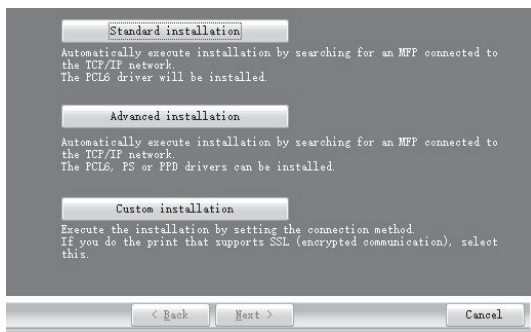 Standard installation
Automatically execute installation by searching for an MFP connected to
the TCP/IP network.
The PCL6 driver will be installed.
Advanced installation
Automatically execute installation by searching for an MFP connected to
the TCP/IP network.
The PCL6, PS or PPD drivers can be installed.
Custom installation
Execute the installation by setting the connection method.
If you do the print that supports SSL (encrypted communication), select
this.
< Back Next > Cancel